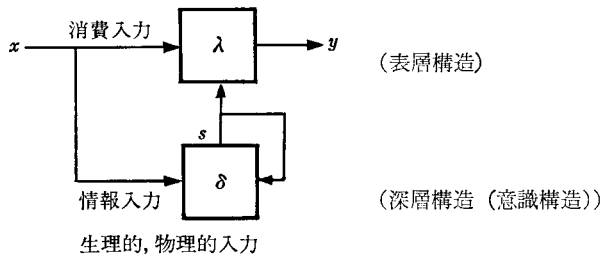 消費入力
x
λ
y
(表層構造)
s
δ
情報入力
(深層構造 (意識構造))
生理的, 物理的入力